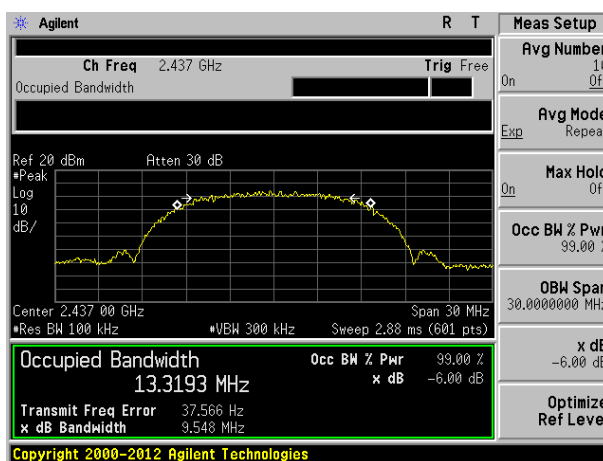 Agilent R T Meas Setup
Ch Freq 2.437 GHz Trig Free
Occupied Bandwidth
Avg Number
On
Avg Mode
Exp Repeat
Max Hold
On
Occ BW % Pwr
99.00 %
OBW Span
30.0000000 MHz
x dB
-6.00 dB
Optimize
Ref Level
Ref 20 dBm Atten 30 dB
#Peak
Log
10
dB/
Center 2.437 00 GHz Span 30 MHz
#Res BW 100 kHz #VBW 300 kHz Sweep 2.88 ms (601 pts)
Occupied Bandwidth Occ BW % Pwr 99.00 %
13.3193 MHz x dB -6.00 dB
Transmit Freq Error 37.566 Hz
x dB Bandwidth 9.548 MHz
Copyright 2000-2012 Agilent Technologies